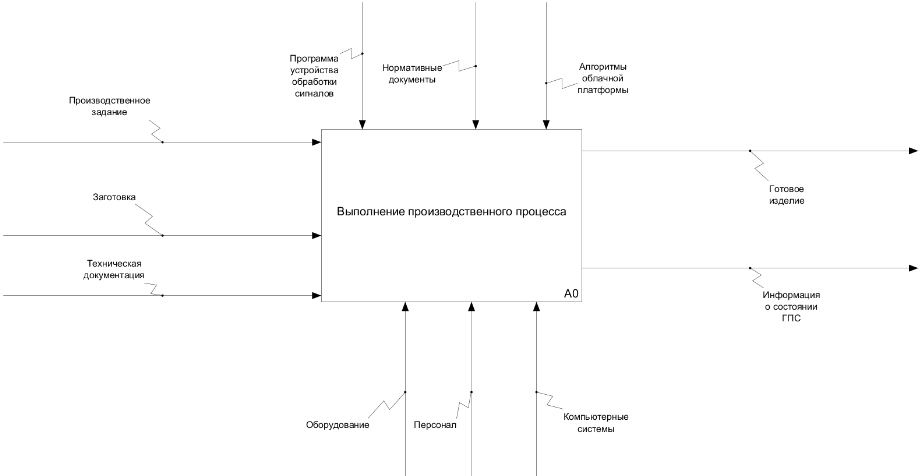 Программа
устройства
обработки
сигналов
Нормативные
документы
Алгоритмы
облачной
платформы
Производственное
задание
Заготовка
Техническая
документация
Выполнение производственного процесса
A0
Готовое
изделие
Информация
о состоянии
ГПС
Оборудование
Персонал
Компьютерные
системы